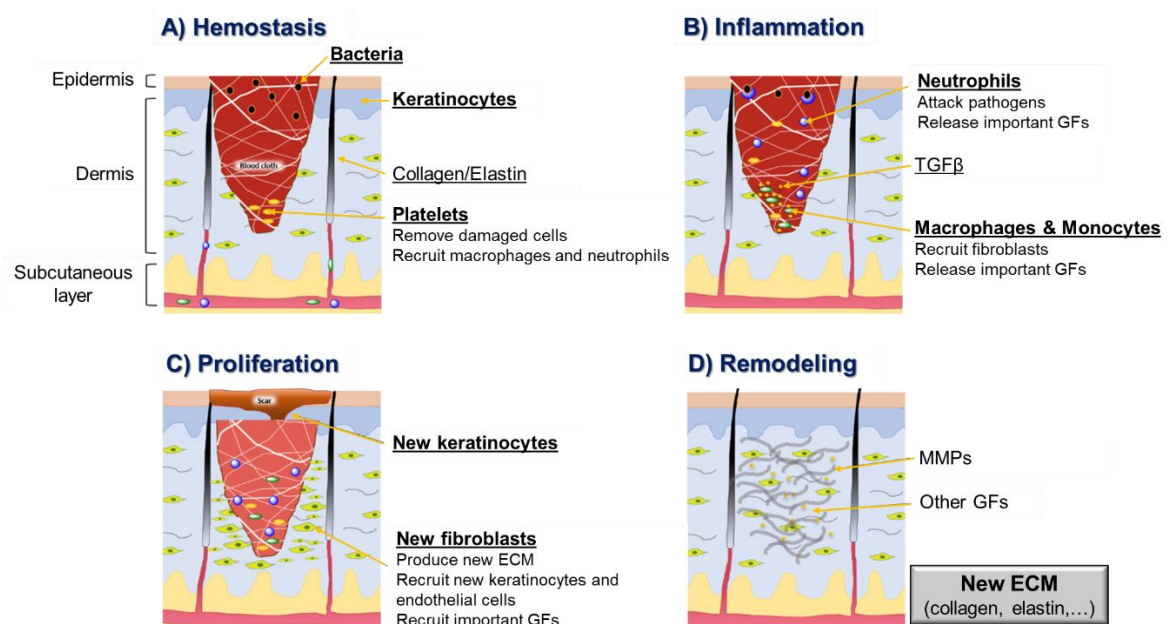 A) Hemostasis
Bacteria
Epidermis
Keratinocytes
Dermis
Blood cloth
Collagen/Elastin
Platelets
Remove damaged cells
Recruit macrophages and neutrophils
Subcutaneous
layer
B) Inflammation
Neutrophils
Attack pathogens
Release important GFs
TGFβ
Macrophages & Monocytes
Recruit fibroblasts
Release important GFs
C) Proliferation
Scar
New keratinocytes
New fibroblasts
Produce new ECM
Recruit new keratinocytes and
endothelial cells
Recruit important GFs
D) Remodeling
MMPs
Other GFs
New ECM
(collagen, elastin,…)